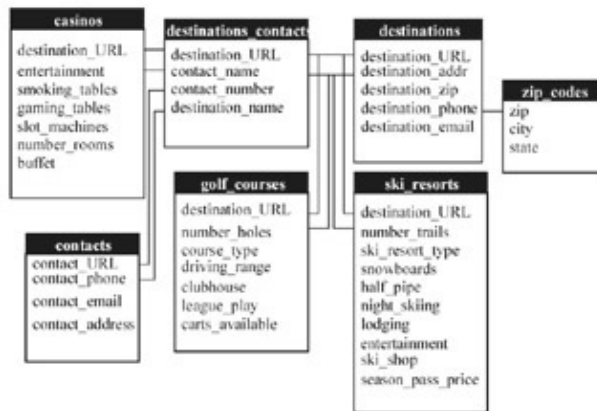 casinos
destination_URL
entertainment
smoking_tables
gaming_tables
slot_machines
number_rooms
buffet
destinations_contacts
destination_URL
contact_name
contact_number
destination_name
destinations
destination_URL
destination_addr
destination_zip
destination_phone
destination_email
zip_codes
zip
city
state
golf_courses
destination_URL
number_holes
course_type
driving_range
clubhouse
league_play
carts_available
ski_resorts
destination_URL
number_trails
ski_resort_type
snowboards
half_pipe
night_skiing
lodging
entertainment
ski_shop
season_pass_price
contacts
contact_URL
contact_phone
contact_email
contact_address